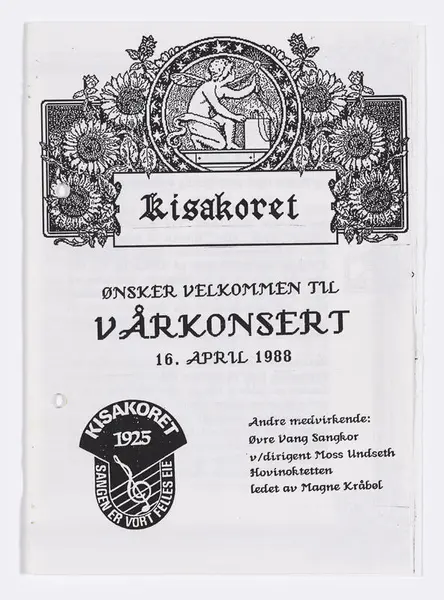 Kisakoret
ØNSKER VELKOMMEN TIL
VÅRKONSERT
16. APRIL 1988
KISAKORET
1925
SANGEN ER VORT FELLES EIE
Andre medvirkende:
Øvre Vang Sangkor
v/dirigent Moss Undseth
Hovinoktetten
ledet av Magne Kråbøl